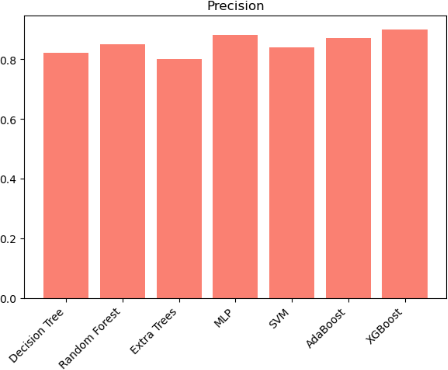 Precision
0.8
0.6
0.4
0.2
0.0
Decision Tree
Random Forest
Extra Trees
MLP
SVM
AdaBoost
XGBoost